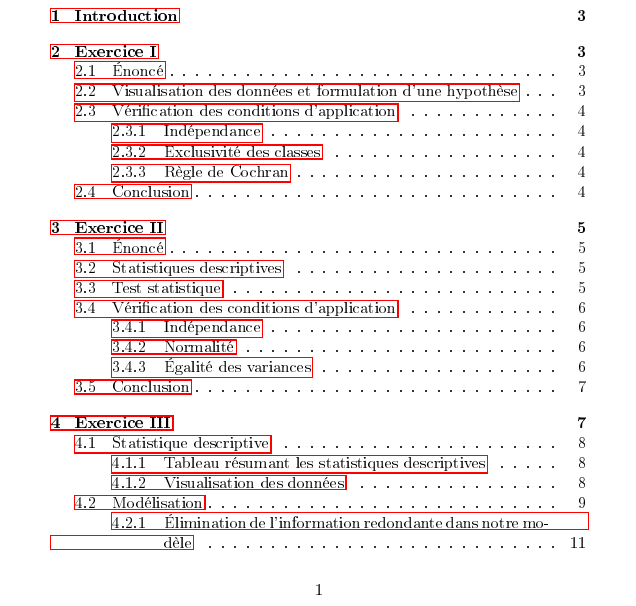 1 Introduction 3
2 Exercice I 3
2.1 Énoncé . . . . . . . . . . . . . . . . . . . . . . . . . . . . . . . . 3
2.2 Visualisation des données et formulation d'une hypothèse . . . 3
2.3 Vérification des conditions d'application . . . . . . . . . . . . . 4
2.3.1 Indépendance . . . . . . . . . . . . . . . . . . . . . . . . 4
2.3.2 Exclusivité des classes . . . . . . . . . . . . . . . . . . . 4
2.3.3 Règle de Cochran . . . . . . . . . . . . . . . . . . . . . . 4
2.4 Conclusion . . . . . . . . . . . . . . . . . . . . . . . . . . . . . . 4
3 Exercice II 5
3.1 Énoncé . . . . . . . . . . . . . . . . . . . . . . . . . . . . . . . . 5
3.2 Statistiques descriptives . . . . . . . . . . . . . . . . . . . . . . 5
3.3 Test statistique . . . . . . . . . . . . . . . . . . . . . . . . . . . 5
3.4 Vérification des conditions d'application . . . . . . . . . . . . . 6
3.4.1 Indépendance . . . . . . . . . . . . . . . . . . . . . . . . 6
3.4.2 Normalité . . . . . . . . . . . . . . . . . . . . . . . . . . 6
3.4.3 Égalité des variances . . . . . . . . . . . . . . . . . . . . 6
3.5 Conclusion . . . . . . . . . . . . . . . . . . . . . . . . . . . . . . 7
4 Exercice III 7
4.1 Statistique descriptive . . . . . . . . . . . . . . . . . . . . . . . 8
4.1.1 Tableau résumant les statistiques descriptives . . . . . 8
4.1.2 Visualisation des données . . . . . . . . . . . . . . . . . 8
4.2 Modélisation . . . . . . . . . . . . . . . . . . . . . . . . . . . . . 9
4.2.1 Élimination de l'information redondante dans notre mo-
dèle . . . . . . . . . . . . . . . . . . . . . . . . . . . . . 11
1